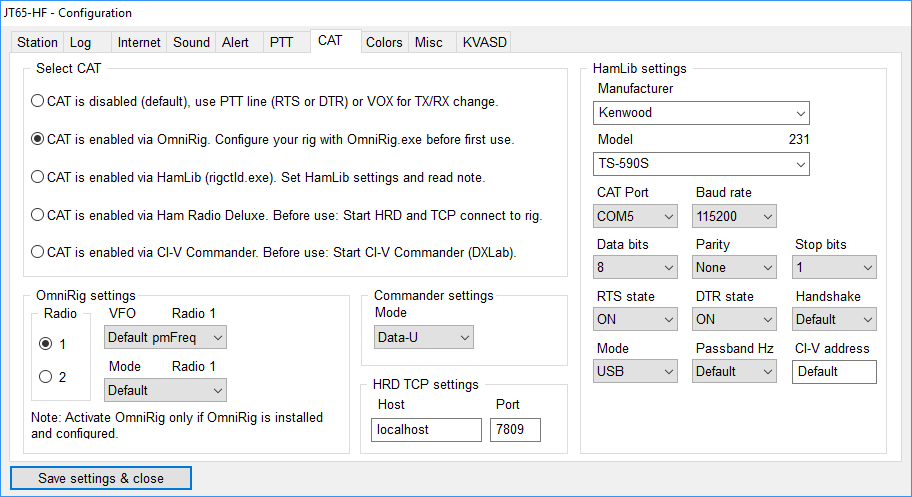 JT65-HF - Configuration
Station Log Internet Sound Alert PTT CAT Colors Misc KVASD
Select CAT
CAT is disabled (default), use PTT line (RTS or DTR) or VOX for TX/RX change.
CAT is enabled via OmniRig. Configure your rig with OmniRig.exe before first use.
CAT is enabled via HamLib (rigctld.exe). Set HamLib settings and read note.
CAT is enabled via Ham Radio Deluxe. Before use: Start HRD and TCP connect to rig.
CAT is enabled via CI-V Commander. Before use: Start CI-V Commander (DXLab).
OmniRig settings
Radio
1
2
VFO Radio 1
Default pmFreq
Mode Radio 1
Default
Note: Activate OmniRig only if OmniRig is installed
and configured.
Commander settings
Mode
Data-U
HRD TCP settings
Host Port
localhost 7809
HamLib settings
Manufacturer
Kenwood
Model 231
TS-590S
CAT Port Baud rate
COM5 115200
Data bits Parity Stop bits
8 None 1
RTS state DTR state Handshake
ON ON Default
Mode Passband Hz CI-V address
USB Default Default
Save settings & close